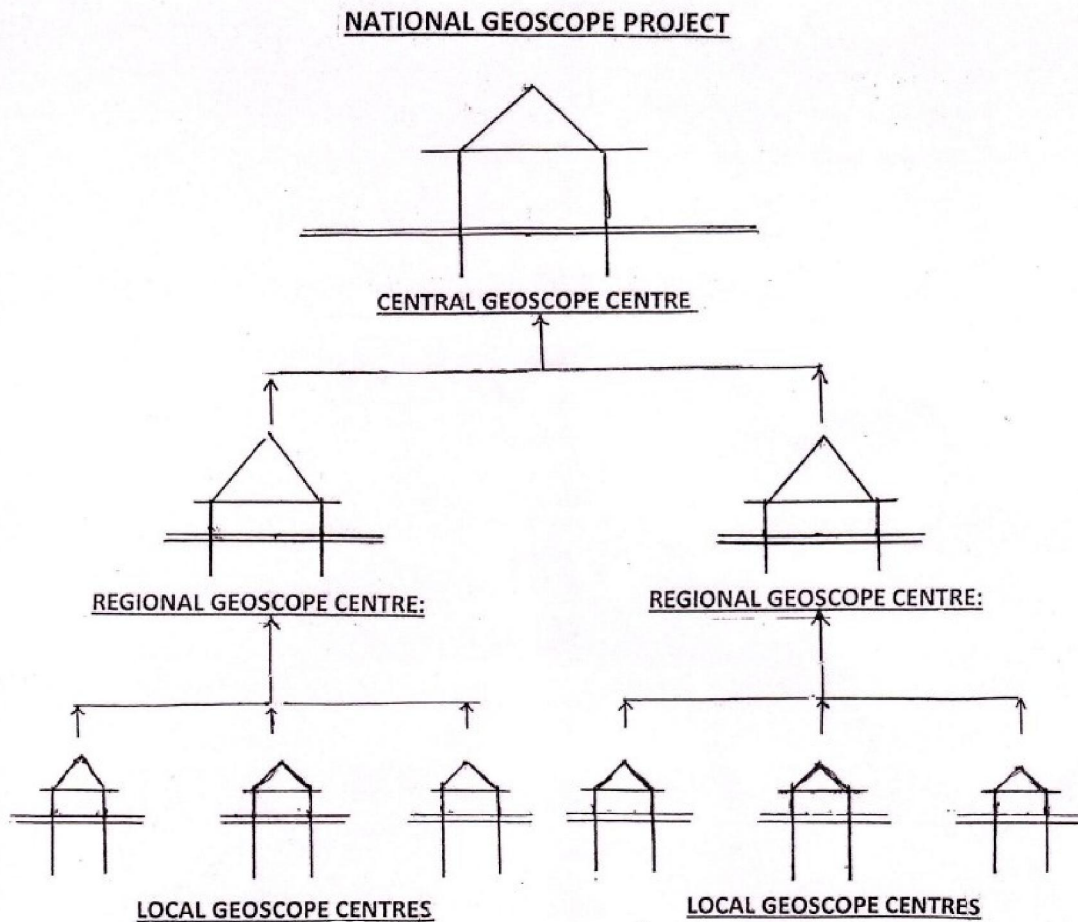 NATIONAL GEOSCOPE PROJECT
CENTRAL GEOSCOPE CENTRE
REGIONAL GEOSCOPE CENTRE:
REGIONAL GEOSCOPE CENTRE:
LOCAL GEOSCOPE CENTRES
LOCAL GEOSCOPE CENTRES